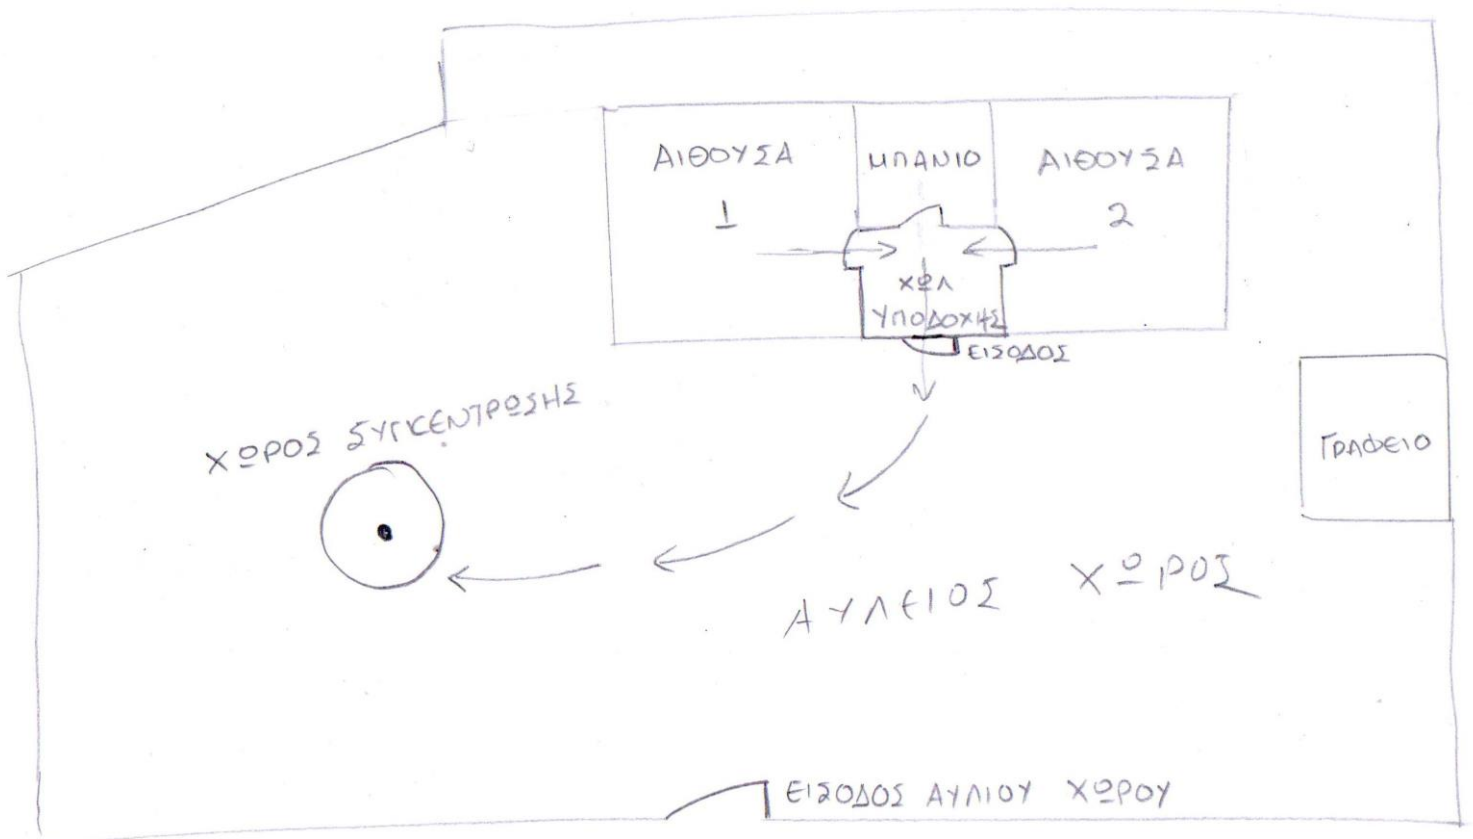 ΑΙΘΟΥΣΑ
1
ΜΠΑΝΙΟ
ΑΙΘΟΥΣΑ
2
ΧΩΛ
ΥΠΟΔΟΧΗΣ
ΕΙΣΟΔΟΣ
ΧΩΡΟΣ ΣΥΓΚΕΝΤΡΩΣΗΣ
ΓΡΑΦΕΙΟ
ΑΥΛΕΙΟΣ ΧΩΡΟΣ
ΕΙΣΟΔΟΣ ΑΥΛΙΟΥ ΧΩΡΟΥ